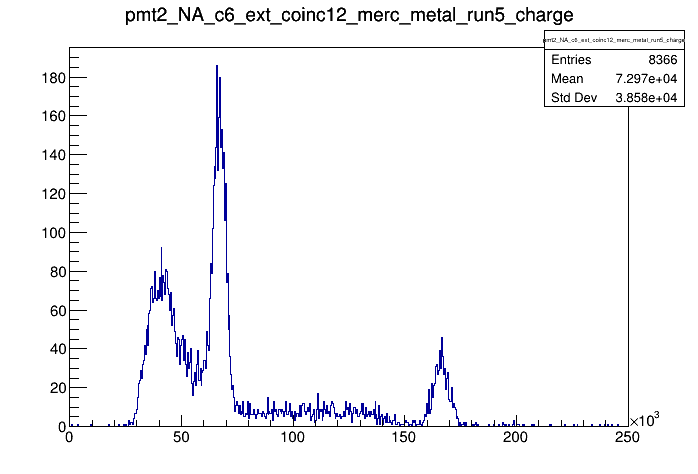 pmt2_NA_c6_ext_coinc12_merc_metal_run5_charge
pmt2_NA_c6_ext_coinc12_merc_metal_run5_charge
Entries 8366
Mean 7.297e+04
Std Dev 3.858e+04
180
160
140
120
100
80
60
40
20
0
0 50 100 150 200 250
×10³